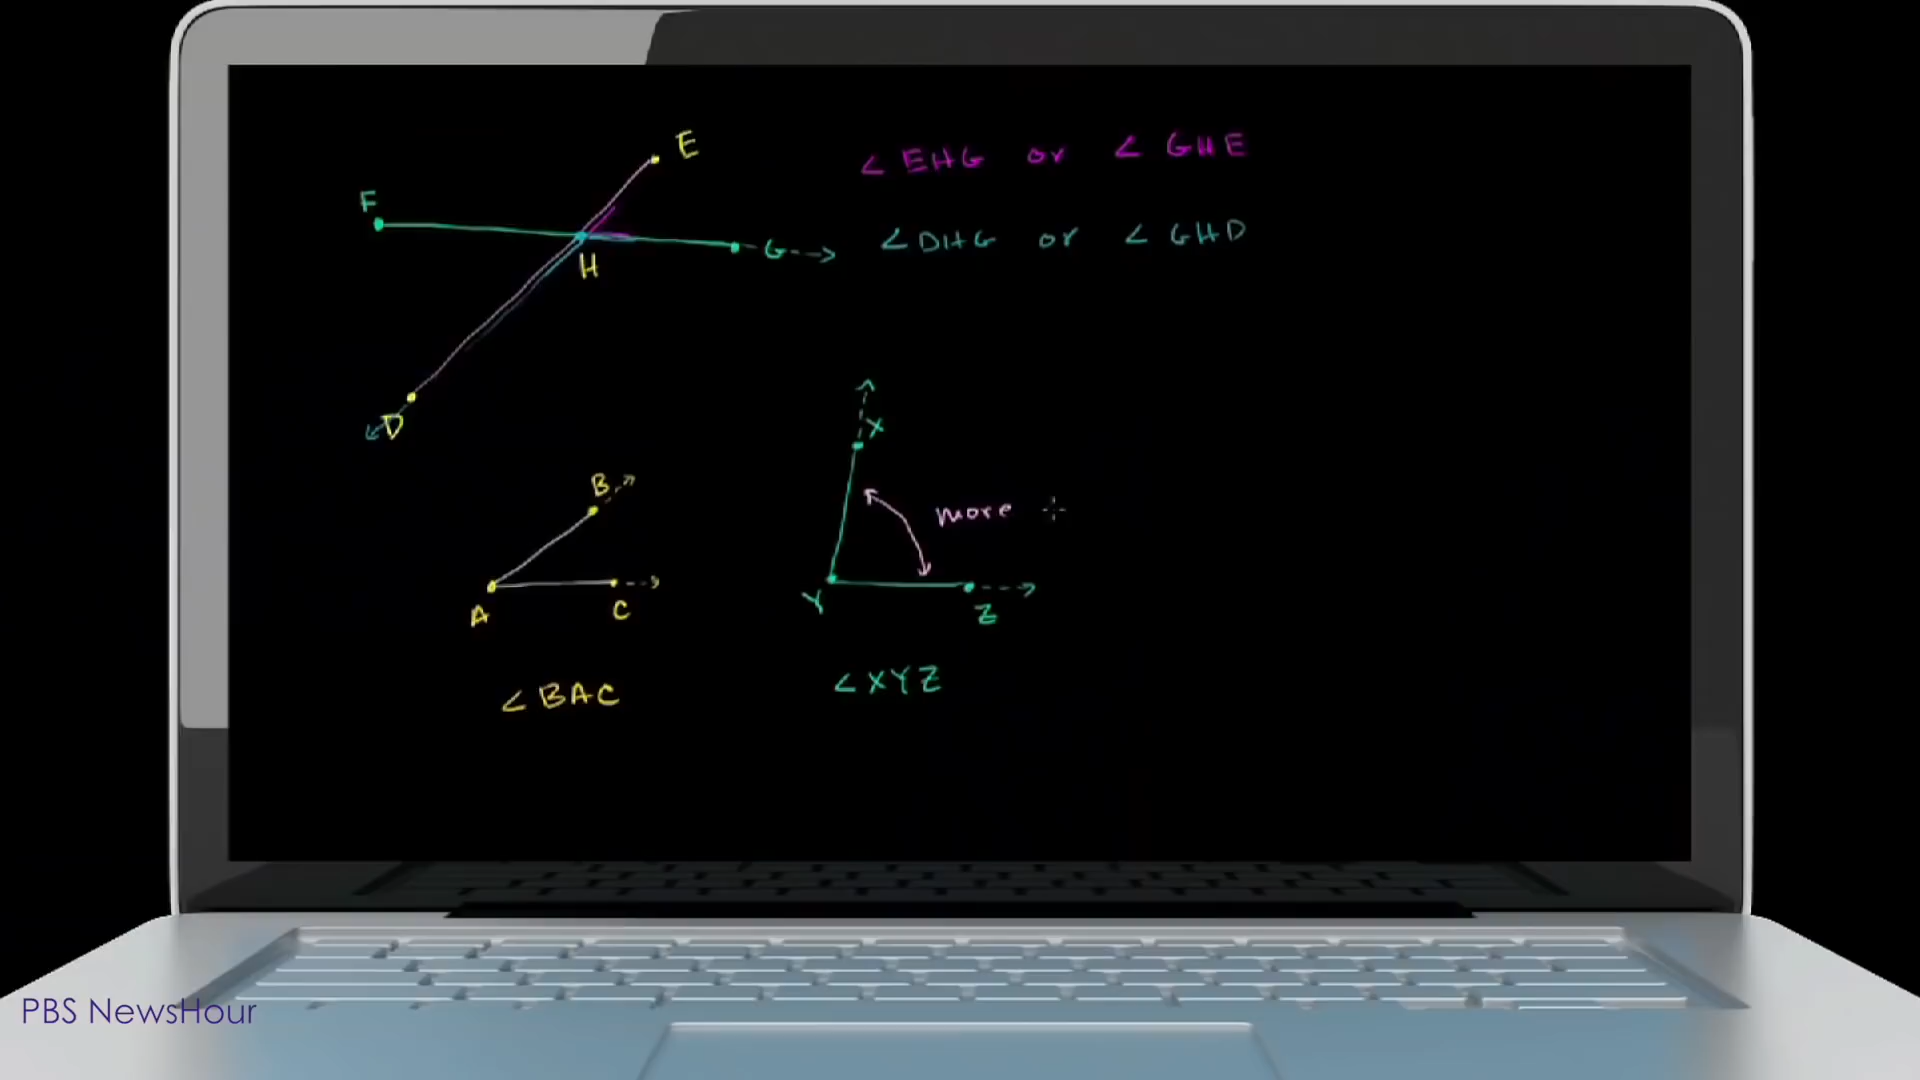 E
F
∠ EHG or ∠ GHE
G
∠ DHG or ∠ GHD
H
D
X
B
more
A
C
Y
Z
∠ BAC
∠ XYZ
PBS NewsHour